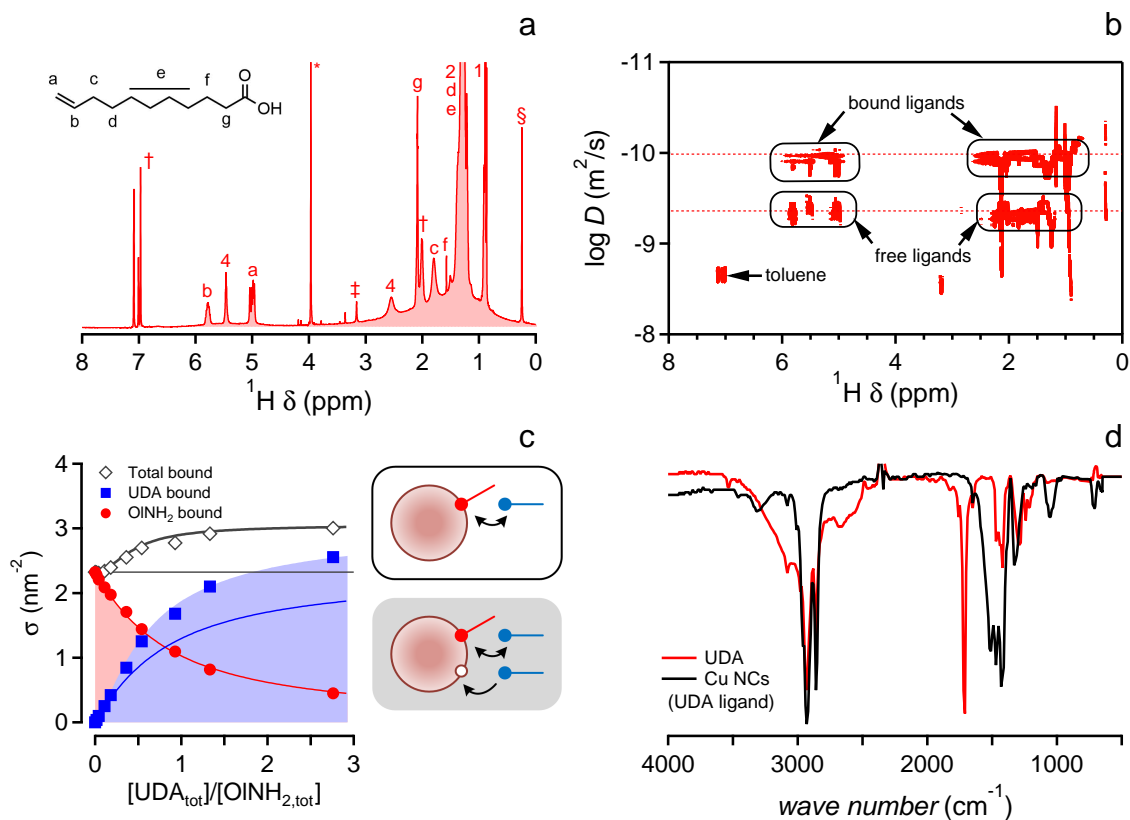 a
a
c
e
f
O
OH
b
d
g
†
*
g
2
d
e
1
§
b
4
a
‡
4
†
c
f
8
7
6
5
4
3
2
1
0
¹H δ (ppm)
b
-11
-10
-9
-8
log D (m²/s)
bound ligands
free ligands
toluene
8
6
4
2
0
¹H δ (ppm)
c
4
3
2
1
0
σ (nm⁻²)
Total bound
UDA bound
OlNH₂ bound
0
1
2
3
[UDAtot]/[OlNH2,tot]
d
UDA
Cu NCs
(UDA ligand)
4000
3000
2000
1000
wave number (cm⁻¹)